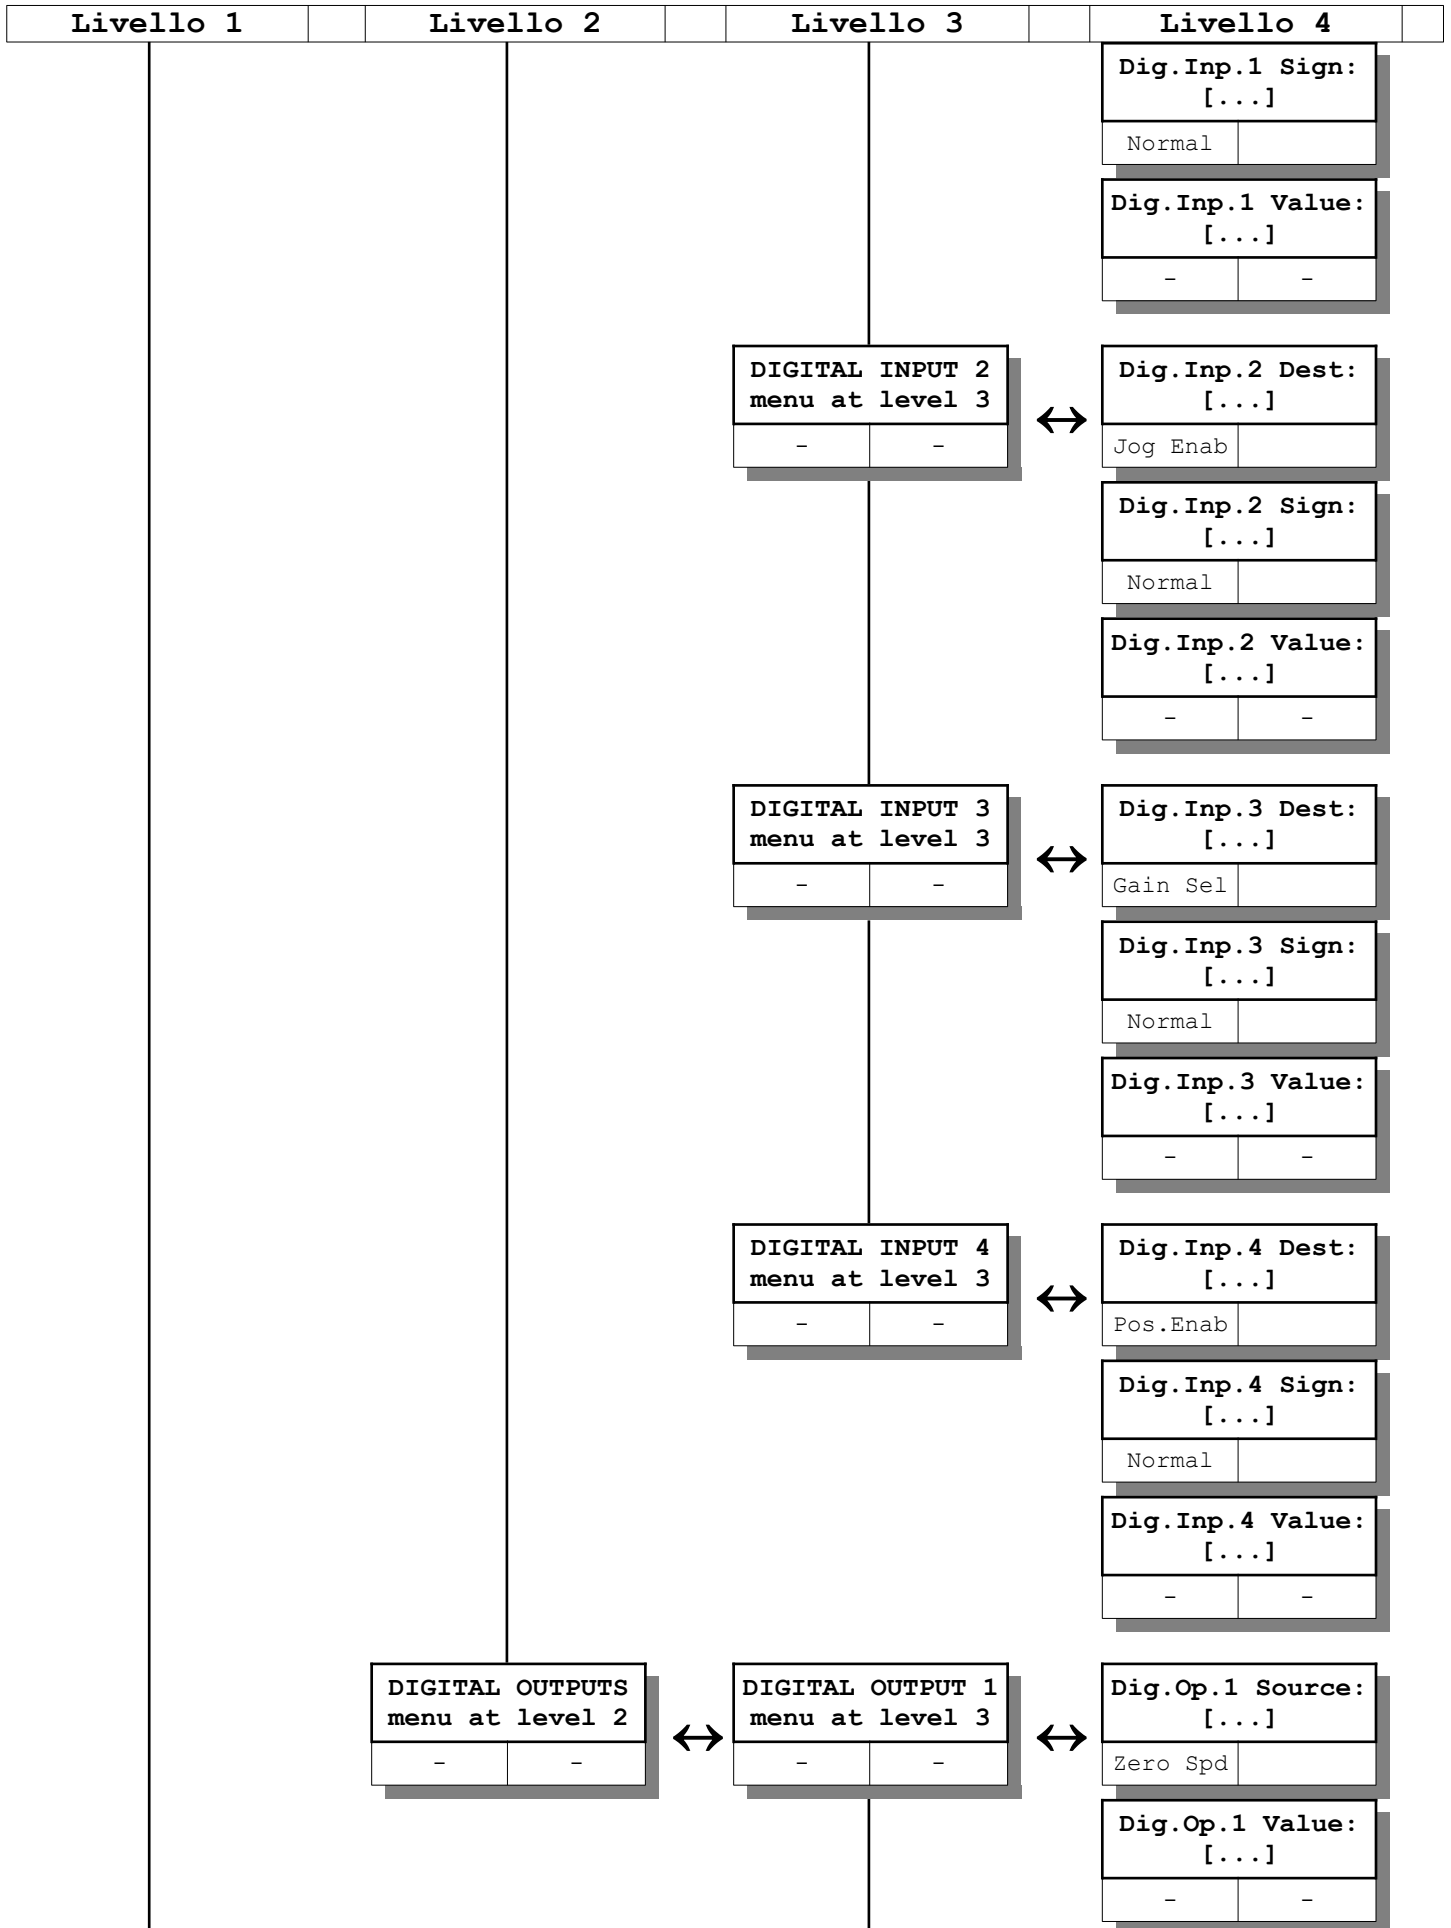 Livello 1 Livello 2 Livello 3 Livello 4
Dig.Inp.1 Sign:
[...]
Normal
Dig.Inp.1 Value:
[...]
- -
DIGITAL INPUT 2
menu at level 3
- -
Dig.Inp.2 Dest:
[...]
Jog Enab
Dig.Inp.2 Sign:
[...]
Normal
Dig.Inp.2 Value:
[...]
- -
DIGITAL INPUT 3
menu at level 3
- -
Dig.Inp.3 Dest:
[...]
Gain Sel
Dig.Inp.3 Sign:
[...]
Normal
Dig.Inp.3 Value:
[...]
- -
DIGITAL INPUT 4
menu at level 3
- -
Dig.Inp.4 Dest:
[...]
Pos.Enab
Dig.Inp.4 Sign:
[...]
Normal
Dig.Inp.4 Value:
[...]
- -
DIGITAL OUTPUTS
menu at level 2
- -
DIGITAL OUTPUT 1
menu at level 3
- -
Dig.Op.1 Source:
[...]
Zero Spd
Dig.Op.1 Value:
[...]
- -